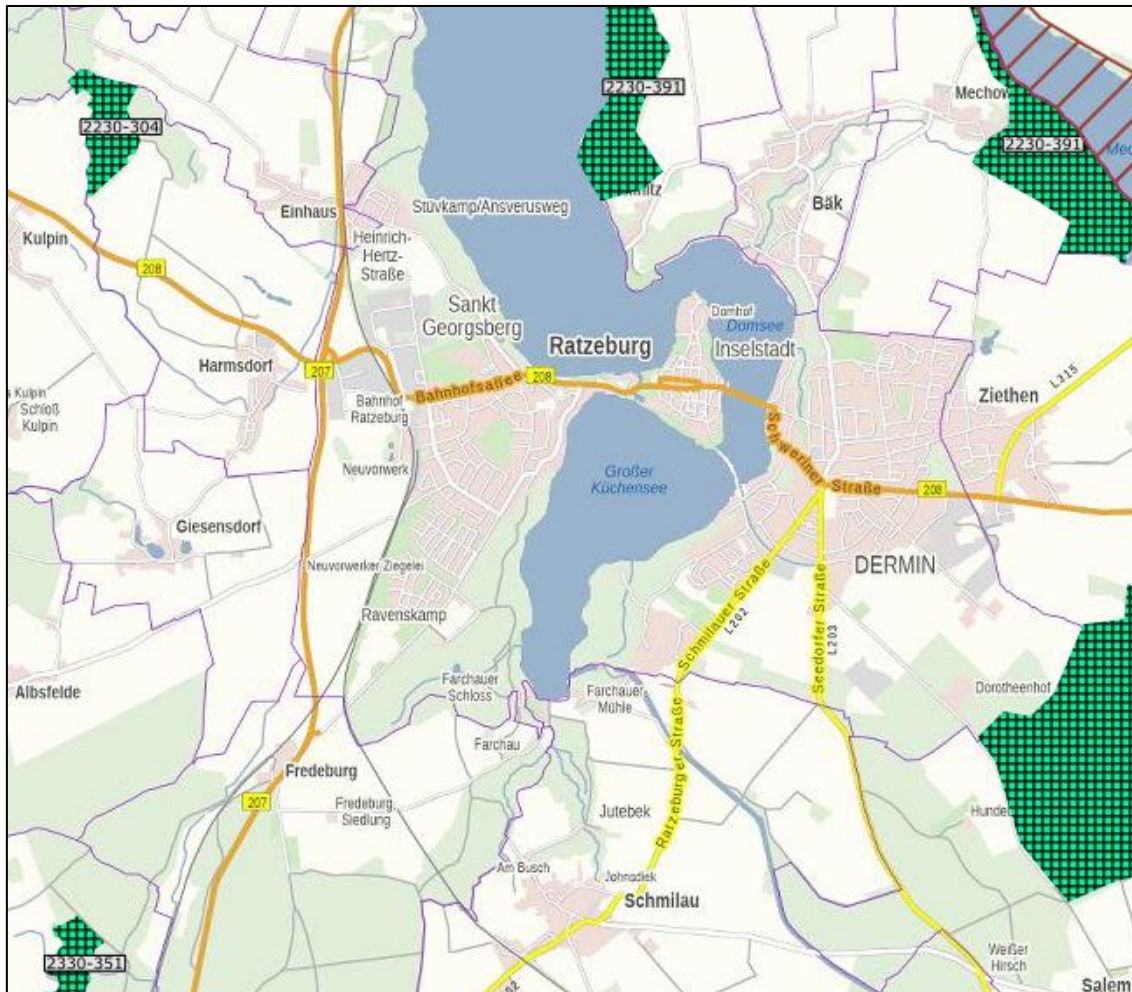 2230-391
2230-304
Mechow
2230-391
Einhaus
Stüvkamp/Ansverusweg
Bäk
Kulpin
Heinrich-
Hertz-
Straße
208
Sankt
Georgsberg
Domhof
Domsee
Ratzeburg
Inselstadt
Harmsdorf
207
Bahnhofsallee
208
Ziethen
L315
Kulpin
Schloß
Kulpin
Bahnhof
Ratzeburg
Schweriner Straße
208
Neuvorwerk
Großer
Küchensee
Giesensdorf
Neuvorwerker Ziegelei
DERMIN
Ravenskamp
Schmilauer Straße
L202
Seedorfer Straße
L203
Albsfelde
Farchauer
Schloss
Farchauer
Mühle
Dorotheenhof
Ratzeburger Straße
Farchau
Fredeburg
207
Fredeburg
Siedlung
Jutebek
Am Busch
Johnsdiek
Schmilau
2330-351
Weißer
Hirsch
Salem